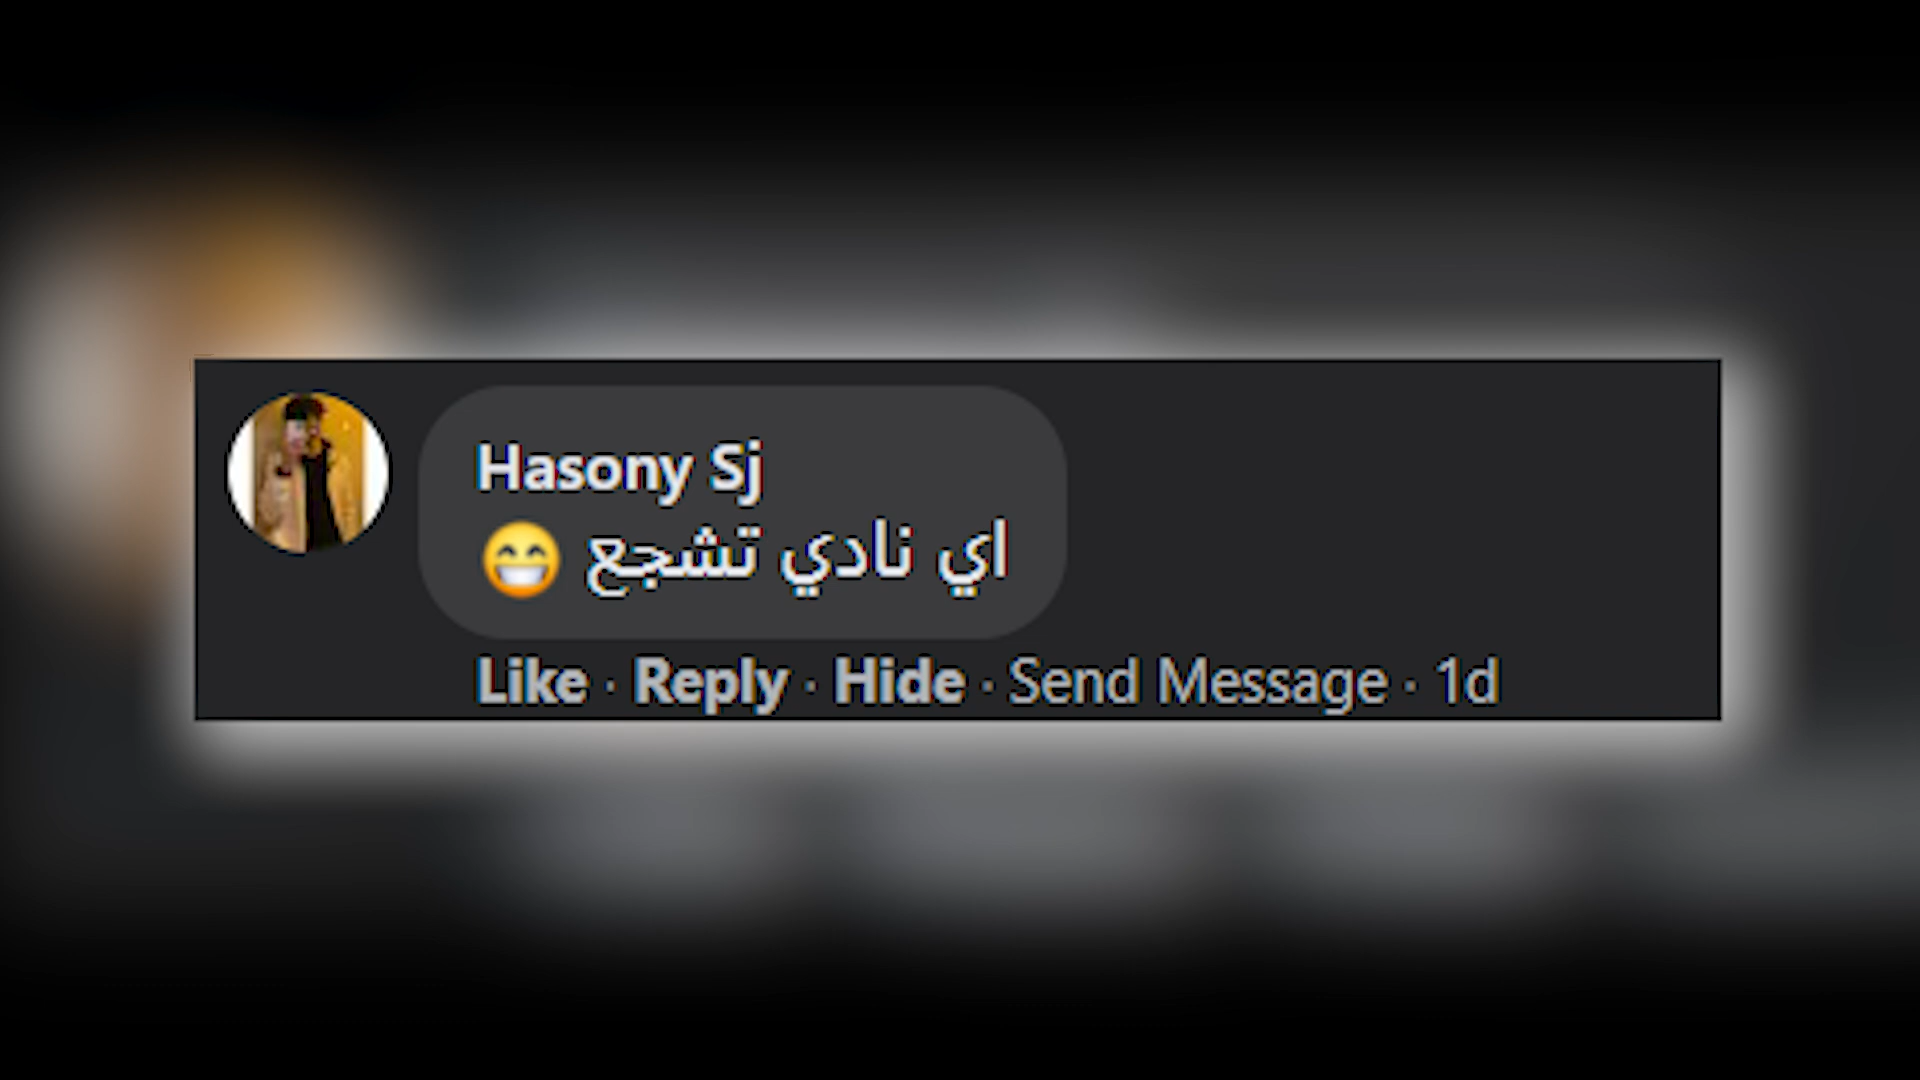 Hasony Sj
اي نادي تشجع 😁
Like · Reply · Hide · Send Message · 1d